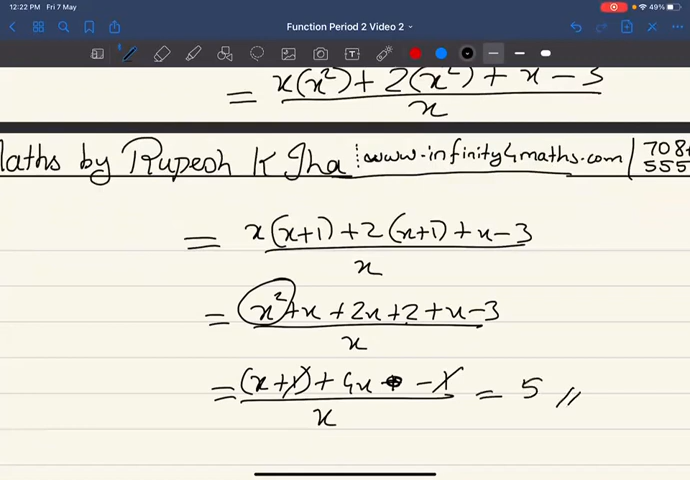 12:22 PM Fri 7 May
49%
Function Period 2 Video 2
= x(x²) + 2(x²) + x - 3
x
Maths by Rupesh K Jha www.infinity4maths.com 708
555
= x(x+1) + 2(x+1) + x - 3
x
= x² + x + 2x + 2 + x - 3
x
= (x + 1) + 4x - 1 = 5 //
x